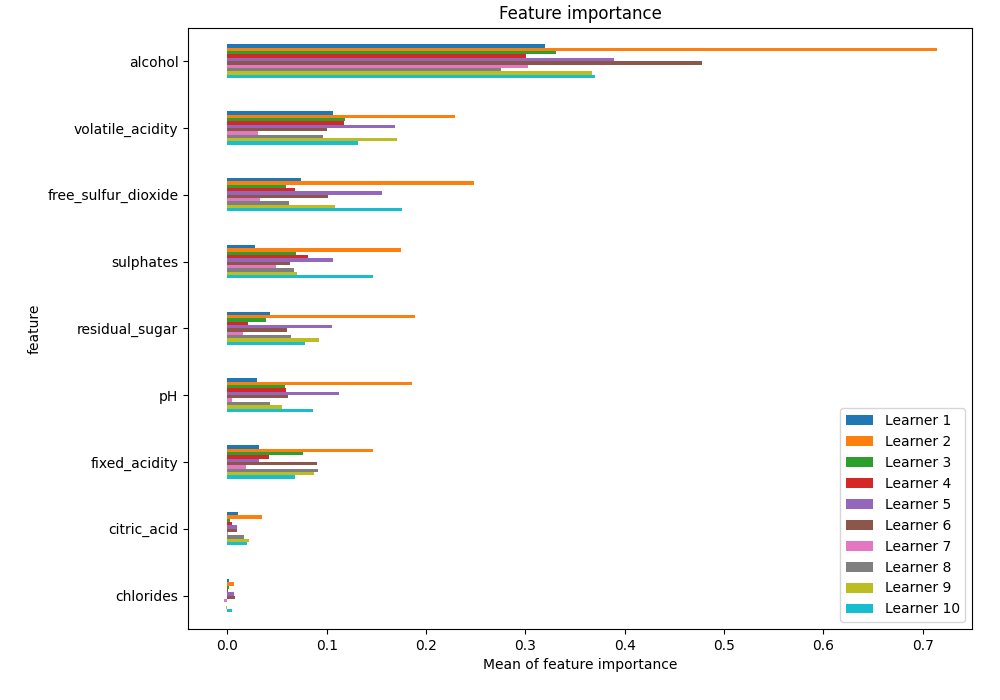 Feature importance
alcohol
volatile_acidity
free_sulfur_dioxide
sulphates
residual_sugar
pH
fixed_acidity
citric_acid
chlorides
feature
Learner 1
Learner 2
Learner 3
Learner 4
Learner 5
Learner 6
Learner 7
Learner 8
Learner 9
Learner 10
0.0 0.1 0.2 0.3 0.4 0.5 0.6 0.7
Mean of feature importance